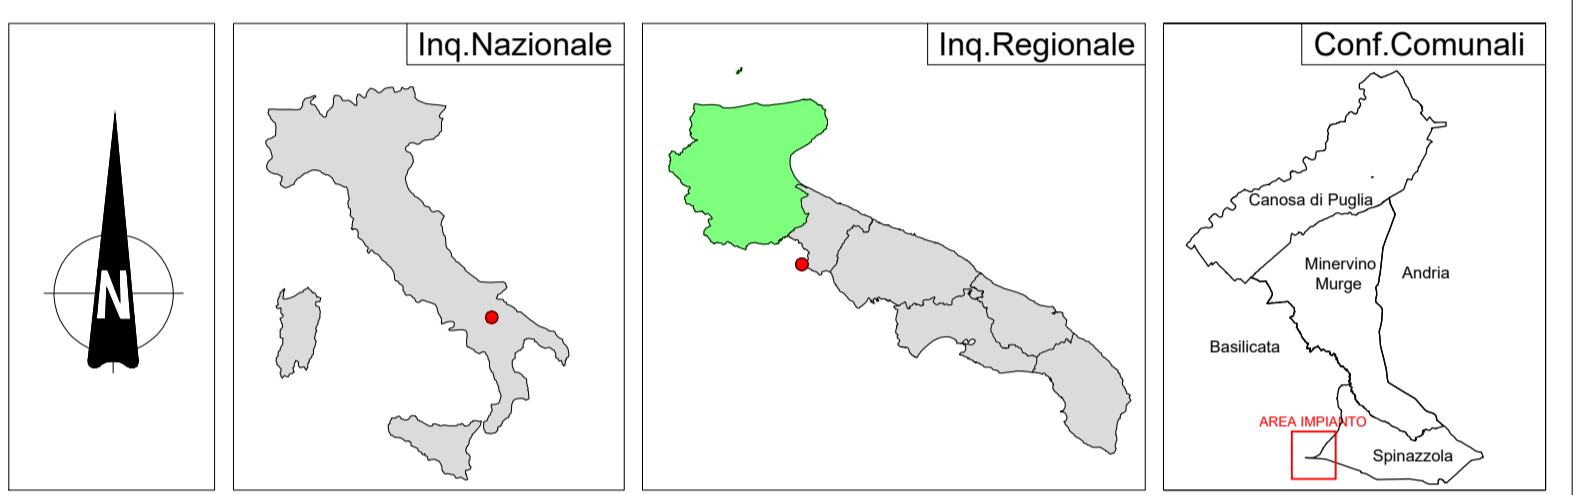 N
Inq.Nazionale
Inq.Regionale
Conf.Comunali
Canosa di Puglia
Minervino
Murge
Andria
Basilicata
AREA IMPIANTO
Spinazzola